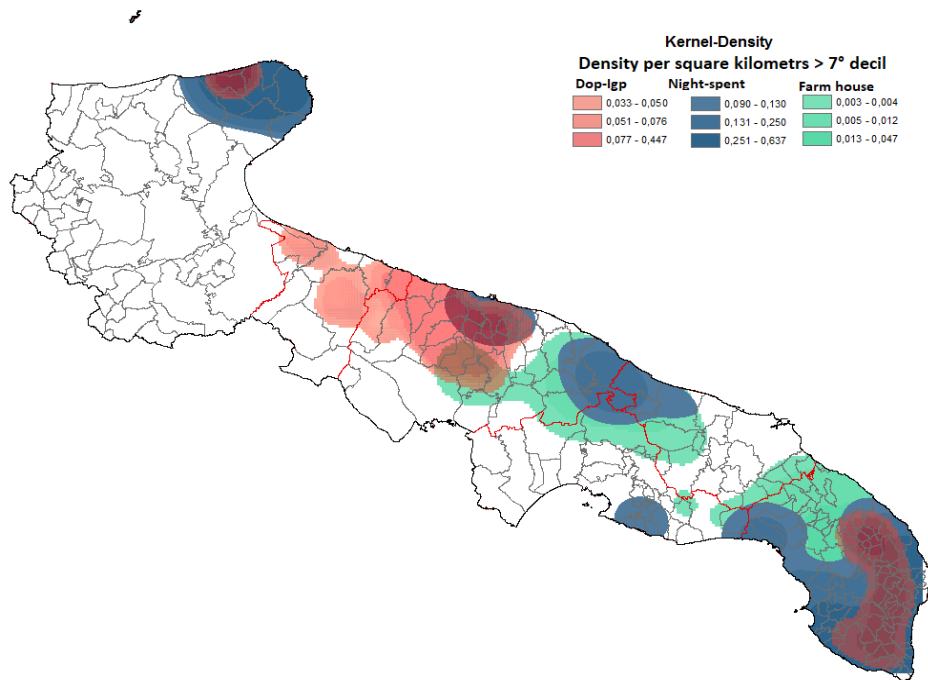 Kernel-Density
Density per square kilometrs > 7° decil
Dop-Igp Night-spent Farm house
0,033 - 0,050 0,090 - 0,130 0,003 - 0,004
0,051 - 0,076 0,131 - 0,250 0,005 - 0,012
0,077 - 0,447 0,251 - 0,637 0,013 - 0,047